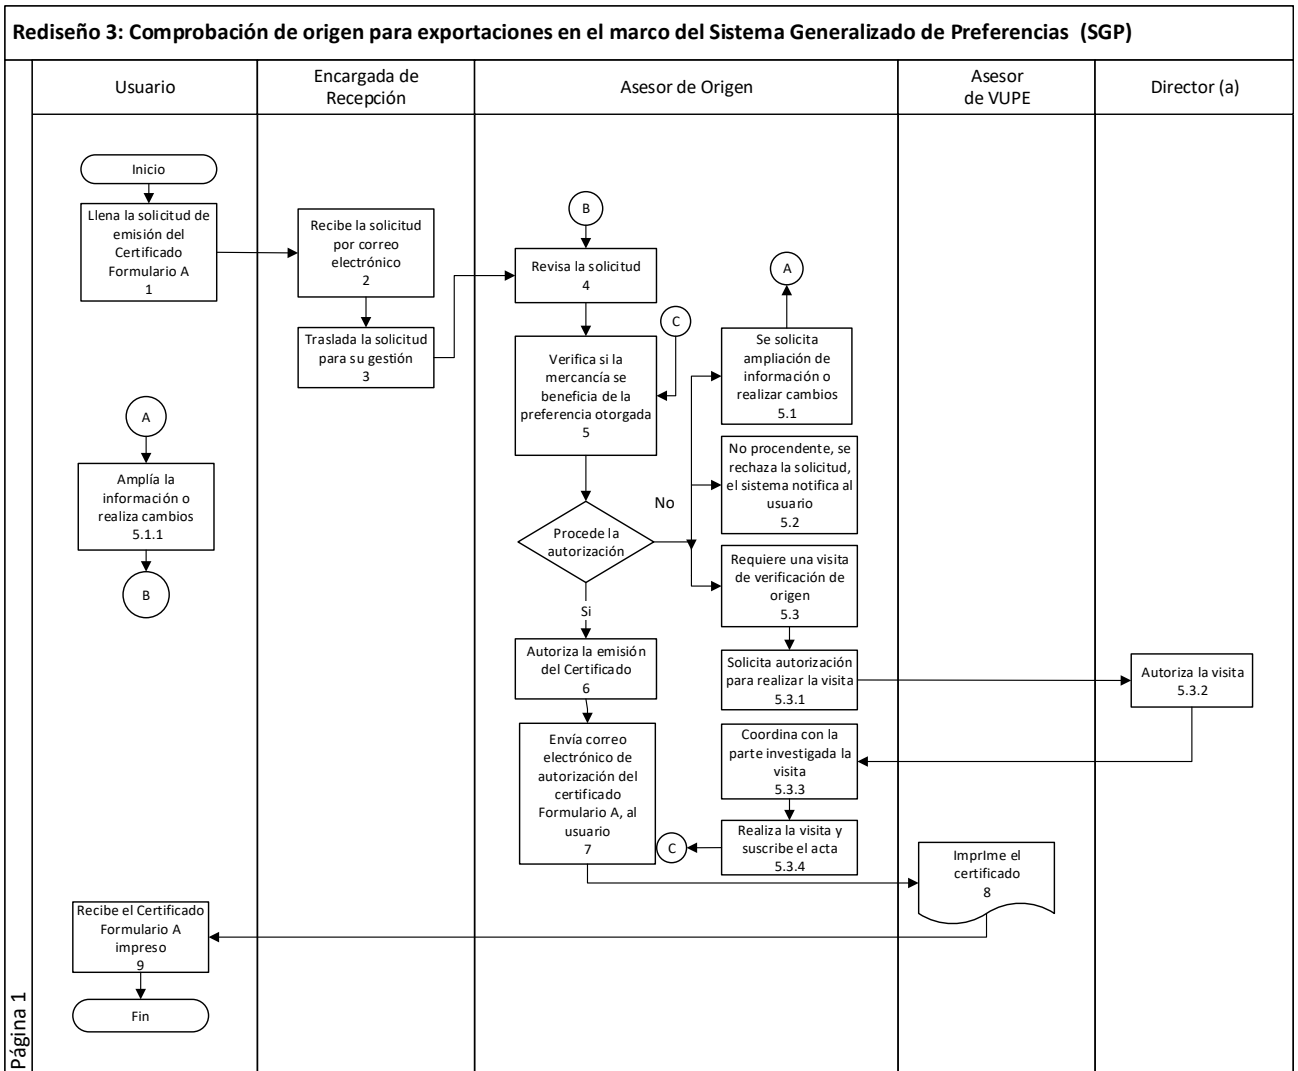 Rediseño 3: Comprobación de origen para exportaciones en el marco del Sistema Generalizado de Preferencias (SGP)
Usuario
Encargada de
Recepción
Asesor de Origen
Asesor
de VUPE
Director (a)
Inicio
Llena la solicitud de
emisión del
Certificado
Formulario A
1
Recibe la solicitud
por correo
electrónico
2
Traslada la solicitud
para su gestión
3
B
Revisa la solicitud
4
C
Verifica si la
mercancía se
beneficia de la
preferencia otorgada
5
A
Se solicita
ampliación de
información o
realizar cambios
5.1
A
Amplía la
información o
realiza cambios
5.1.1
B
No procendente, se
rechaza la solicitud,
el sistema notifica al
usuario
5.2
No
Procede la
autorización
Requiere una visita
de verificación de
origen
5.3
Si
Autoriza la emisión
del Certificado
6
Solicita autorización
para realizar la visita
5.3.1
Autoriza la visita
5.3.2
Envía correo
electrónico de
autorización del
certificado
Formulario A, al
usuario
7
Coordina con la
parte investigada la
visita
5.3.3
Realiza la visita y
suscribe el acta
5.3.4
C
ImprIme el
certificado
8
Recibe el Certificado
Formulario A
impreso
9
Fin
Página 1